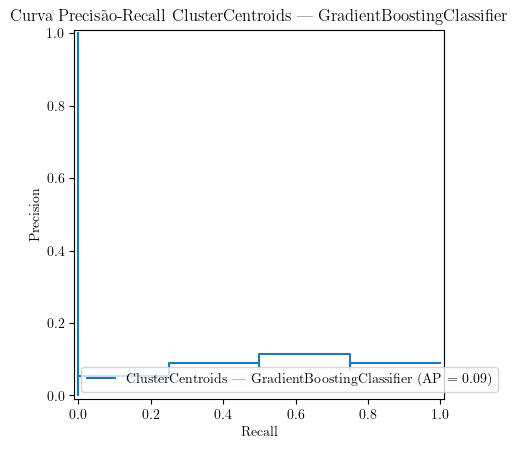 Curva Precisão-Recall ClusterCentroids — GradientBoostingClassifier
1.0
0.8
0.6
0.4
0.2
0.0
Precision
ClusterCentroids — GradientBoostingClassifier (AP = 0.09)
0.0 0.2 0.4 0.6 0.8 1.0
Recall